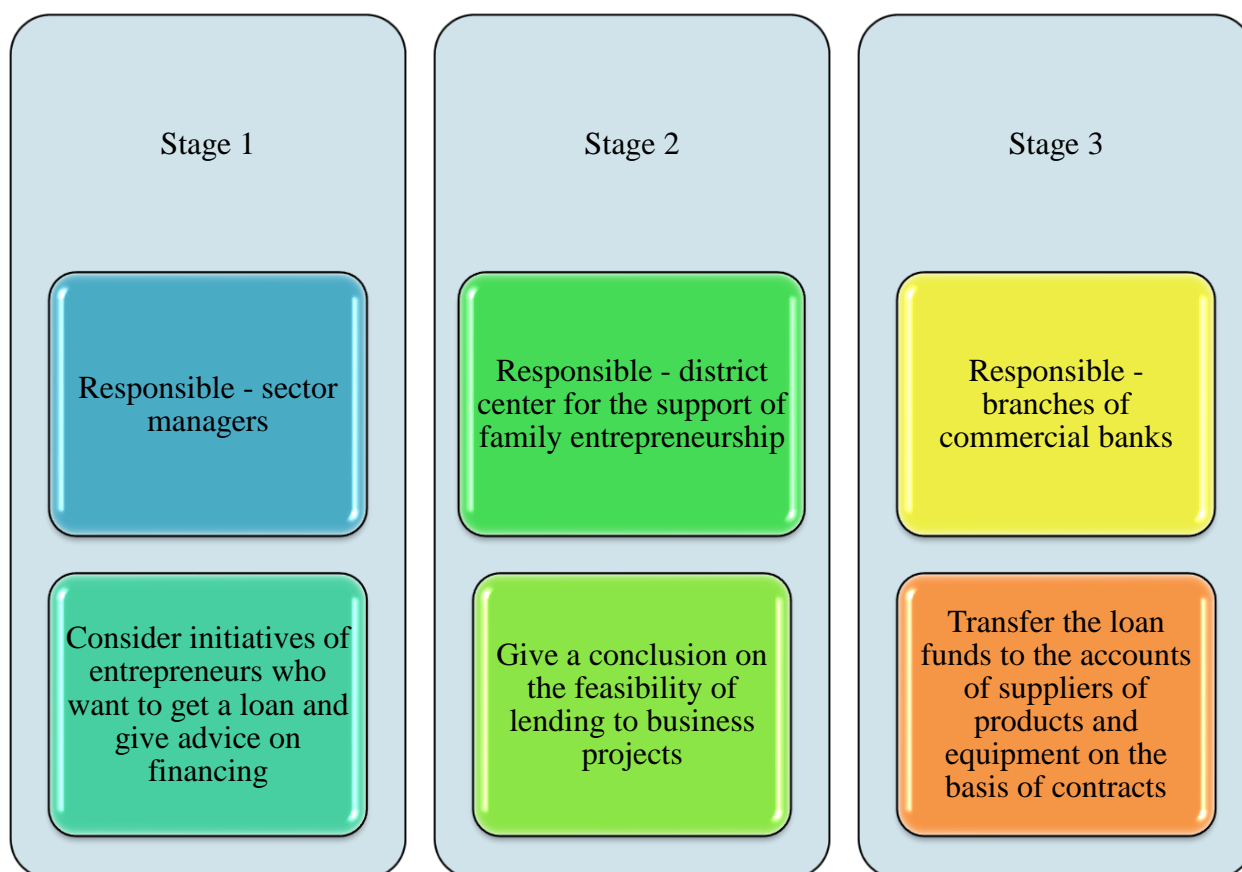 Stage 1
Responsible - sector
managers
Consider initiatives of
entrepreneurs who
want to get a loan and
give advice on
financing
Stage 2
Responsible - district
center for the support of
family entrepreneurship
Give a conclusion on
the feasibility of
lending to business
projects
Stage 3
Responsible -
branches of
commercial banks
Transfer the loan
funds to the accounts
of suppliers of
products and
equipment on the
basis of contracts